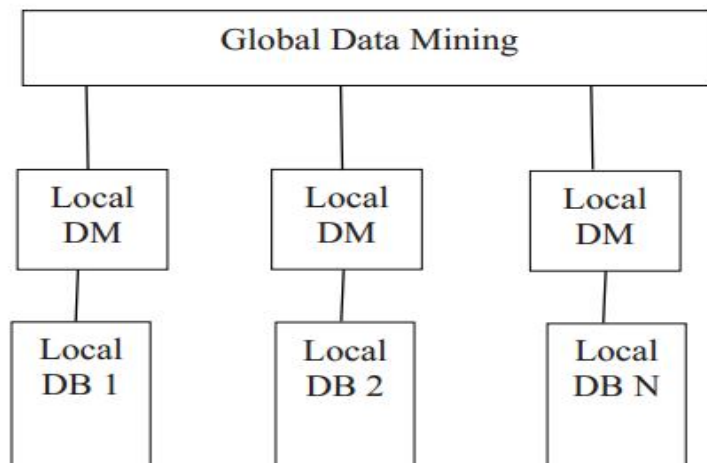 Global Data Mining
Local
DM
Local
DM
Local
DM
Local
DB 1
Local
DB 2
Local
DB N